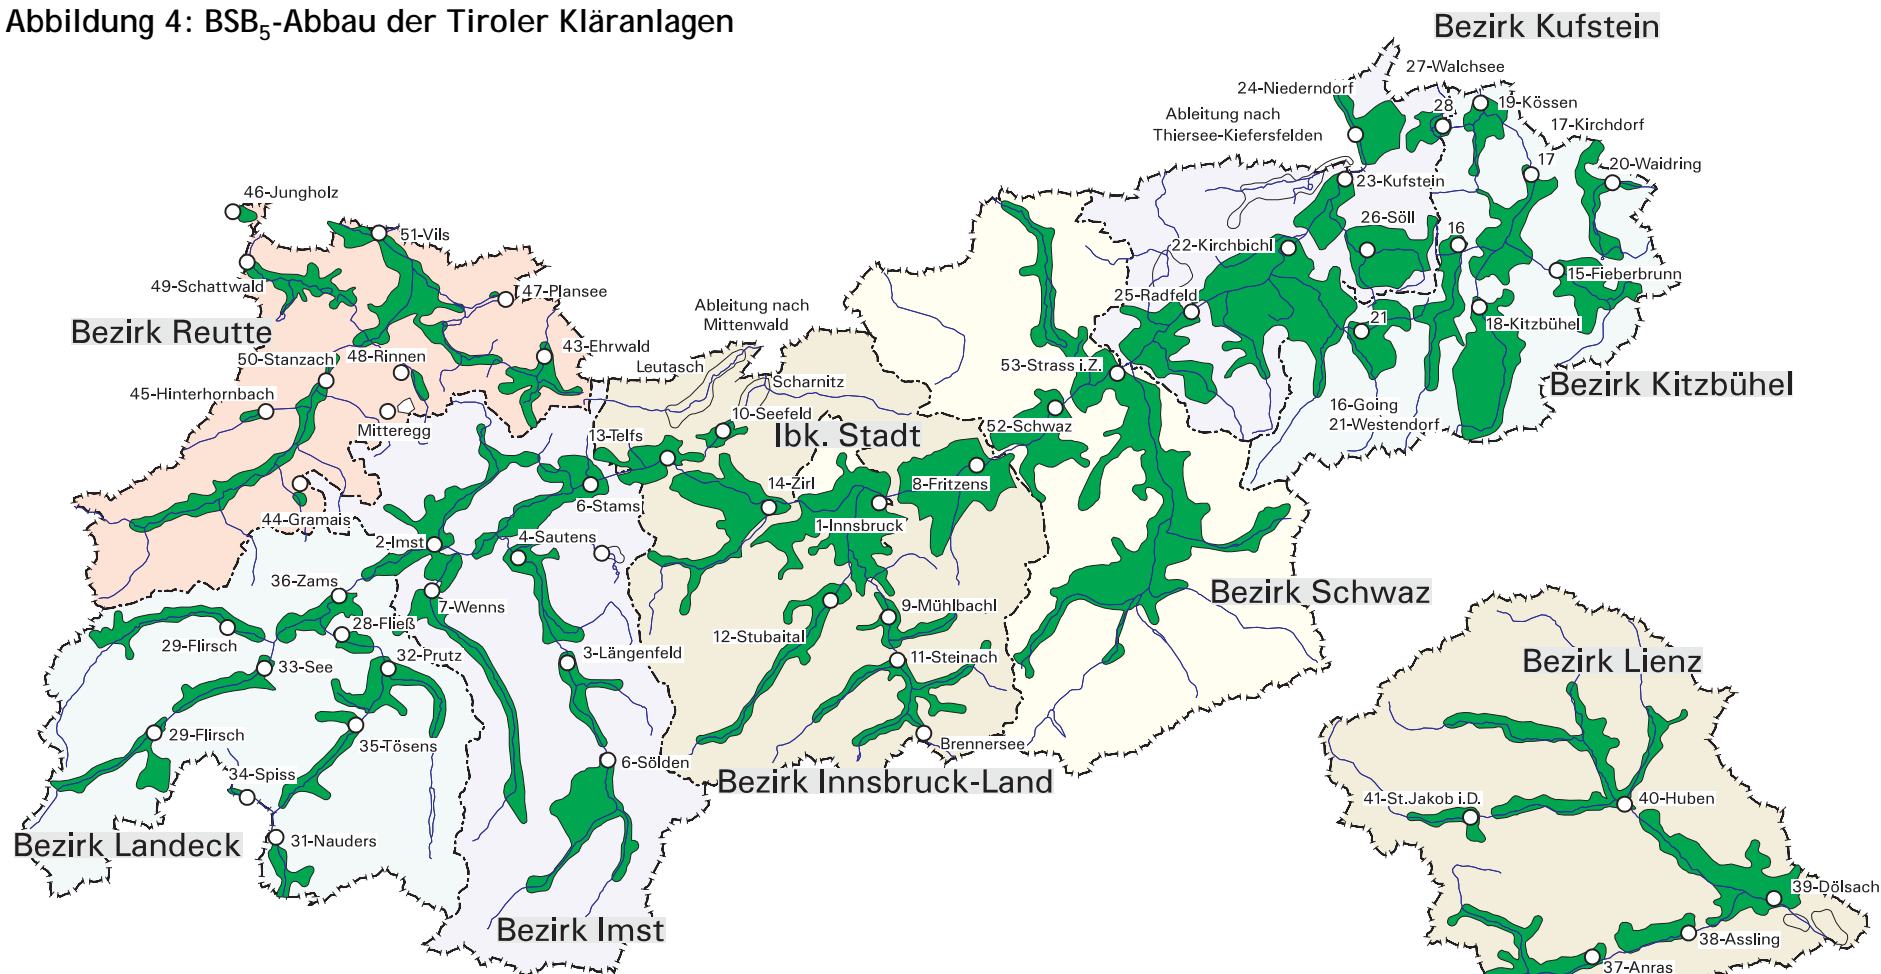 Abbildung 4: BSB₅-Abbau der Tiroler Kläranlagen
Bezirk Kufstein
27-Walchsee
24-Niederndorf
28
19-Kössen
Ableitung nach
Thiersee-Kiefersfelden
17-Kirchdorf
17
20-Waidring
23-Kufstein
46-Jungholz
51-Vils
26-Söll
16
22-Kirchbichl
15-Fieberbrunn
49-Schattwald
47-Plansee
25-Radfeld
Ableitung nach
Mittenwald
21
18-Kitzbühel
Bezirk Reutte
43-Ehrwald
50-Stanzach
48-Rinnen
Leutasch
53-Strass i.Z.
Scharnitz
Bezirk Kitzbühel
45-Hinterhornbach
16-Going
21-Westendorf
10-Seefeld
Mitteregg
13-Telfs
Ibk. Stadt
52-Schwaz
14-Zirl
8-Fritzens
6-Stams
44-Gramais
1-Innsbruck
2-Imst
4-Sautens
36-Zams
7-Wenns
9-Mühlbachl
Bezirk Schwaz
28-Fließ
12-Stubaital
29-Flirsch
3-Längenfeld
11-Steinach
32-Prutz
33-See
Bezirk Lienz
29-Flirsch
35-Tösens
Brennersee
6-Sölden
34-Spiss
Bezirk Innsbruck-Land
41-St.Jakob i.D.
40-Huben
31-Nauders
Bezirk Landeck
39-Dölsach
Bezirk Imst
38-Assling
37-Anras